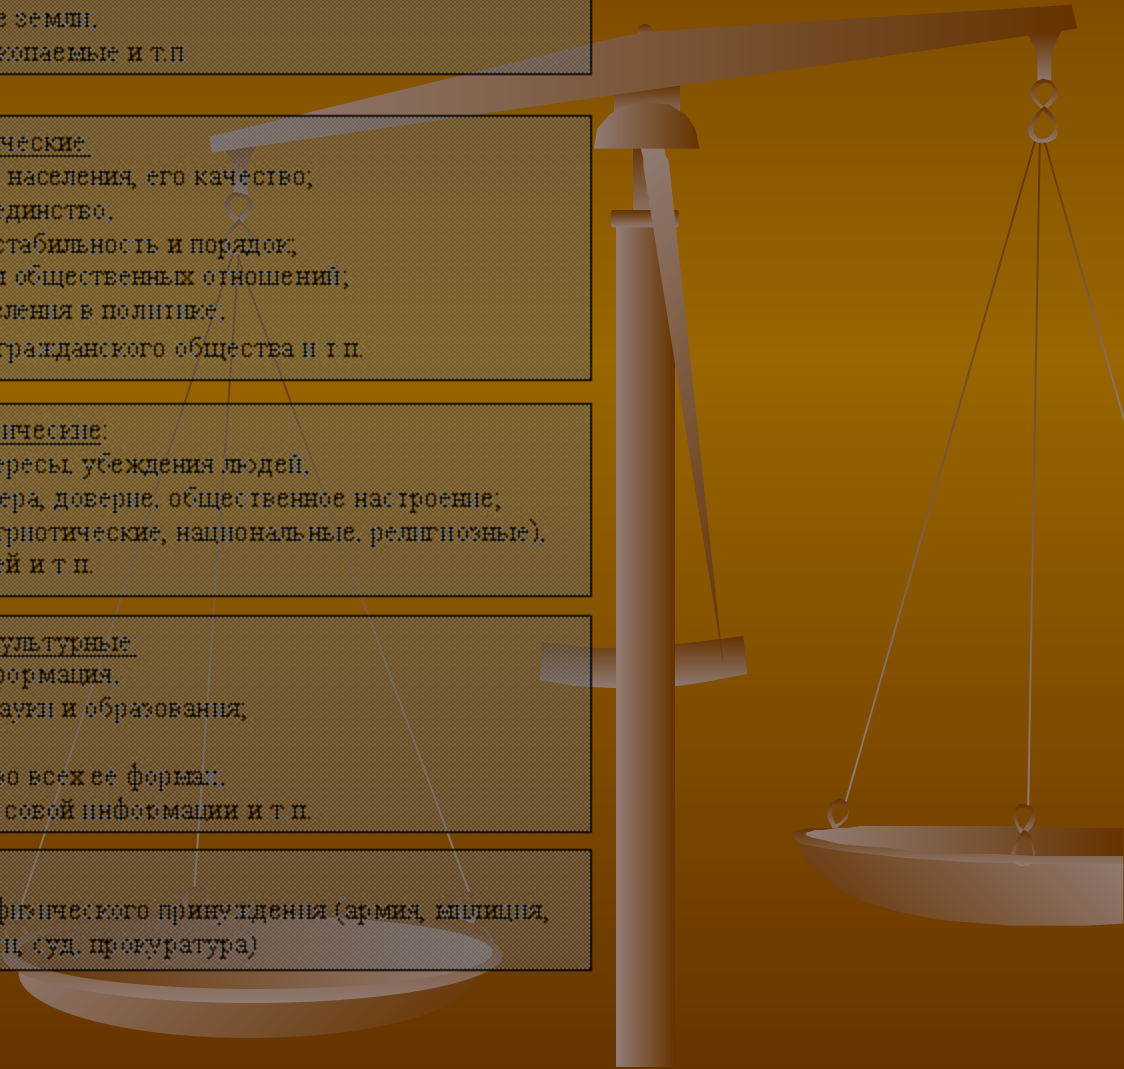 е земли,
копаемые и т.п
ческие:
населения, его качество;
единство,
стабильность и порядок;
и общественных отношений;
еления в политике,
гражданского общества и т п.
ические:
ересы, убеждения людей,
ера, доверие, общественное настроение;
триотические, национальные, религиозные),
ей и т п.
ультурные:
формация,
ауки и образования;
во всех ее формах,
совой информации и т п.
физического принуждения (армия, милиция,
и, суд, прокуратура)